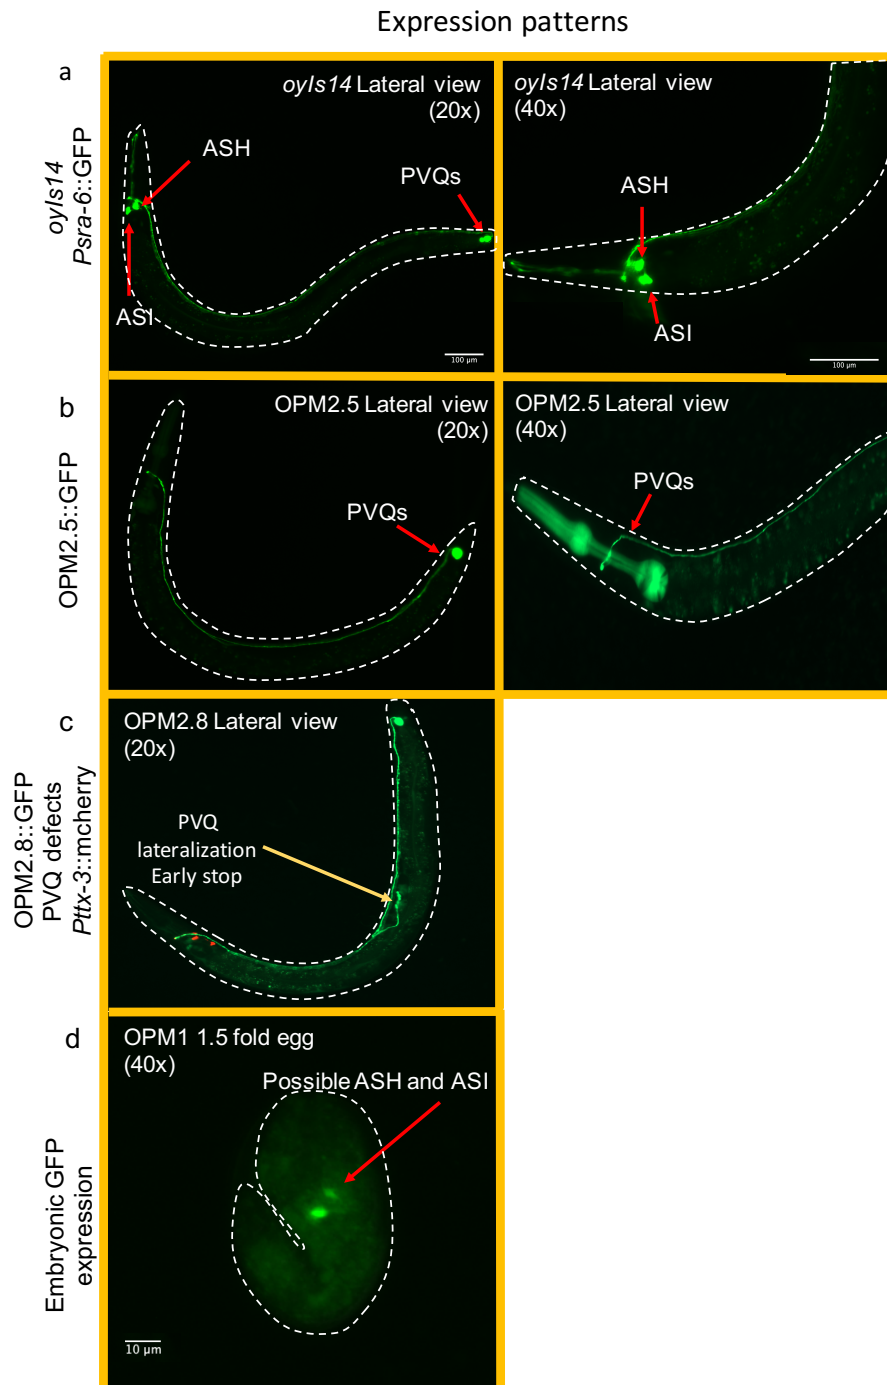 Expression patterns
a
oyIs14
Psra-6::GFP
oyIs14 Lateral view
(20x)
ASH
PVQs
ASI
100 µm
oyIs14 Lateral view
(40x)
ASH
ASI
100 µm
b
OPM2.5::GFP
OPM2.5 Lateral view
(20x)
PVQs
OPM2.5 Lateral view
(40x)
PVQs
c
OPM2.8::GFP
PVQ defects
Pttx-3::mcherry
OPM2.8 Lateral view
(20x)
PVQ
lateralization
Early stop
d
Embryonic GFP
expression
OPM1 1.5 fold egg
(40x)
Possible ASH and ASI
10 µm